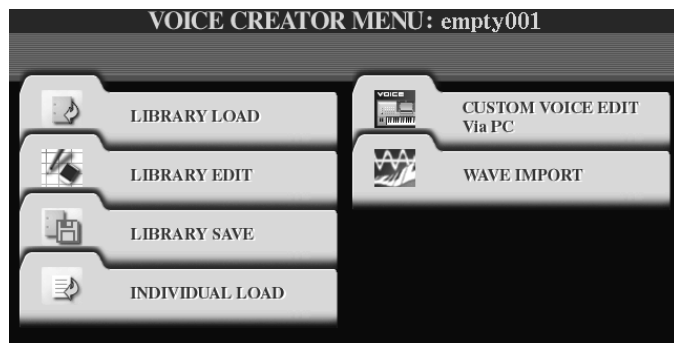 VOICE CREATOR MENU: empty001
LIBRARY LOAD
LIBRARY EDIT
LIBRARY SAVE
INDIVIDUAL LOAD
VOICE
CUSTOM VOICE EDIT
Via PC
WAVE IMPORT